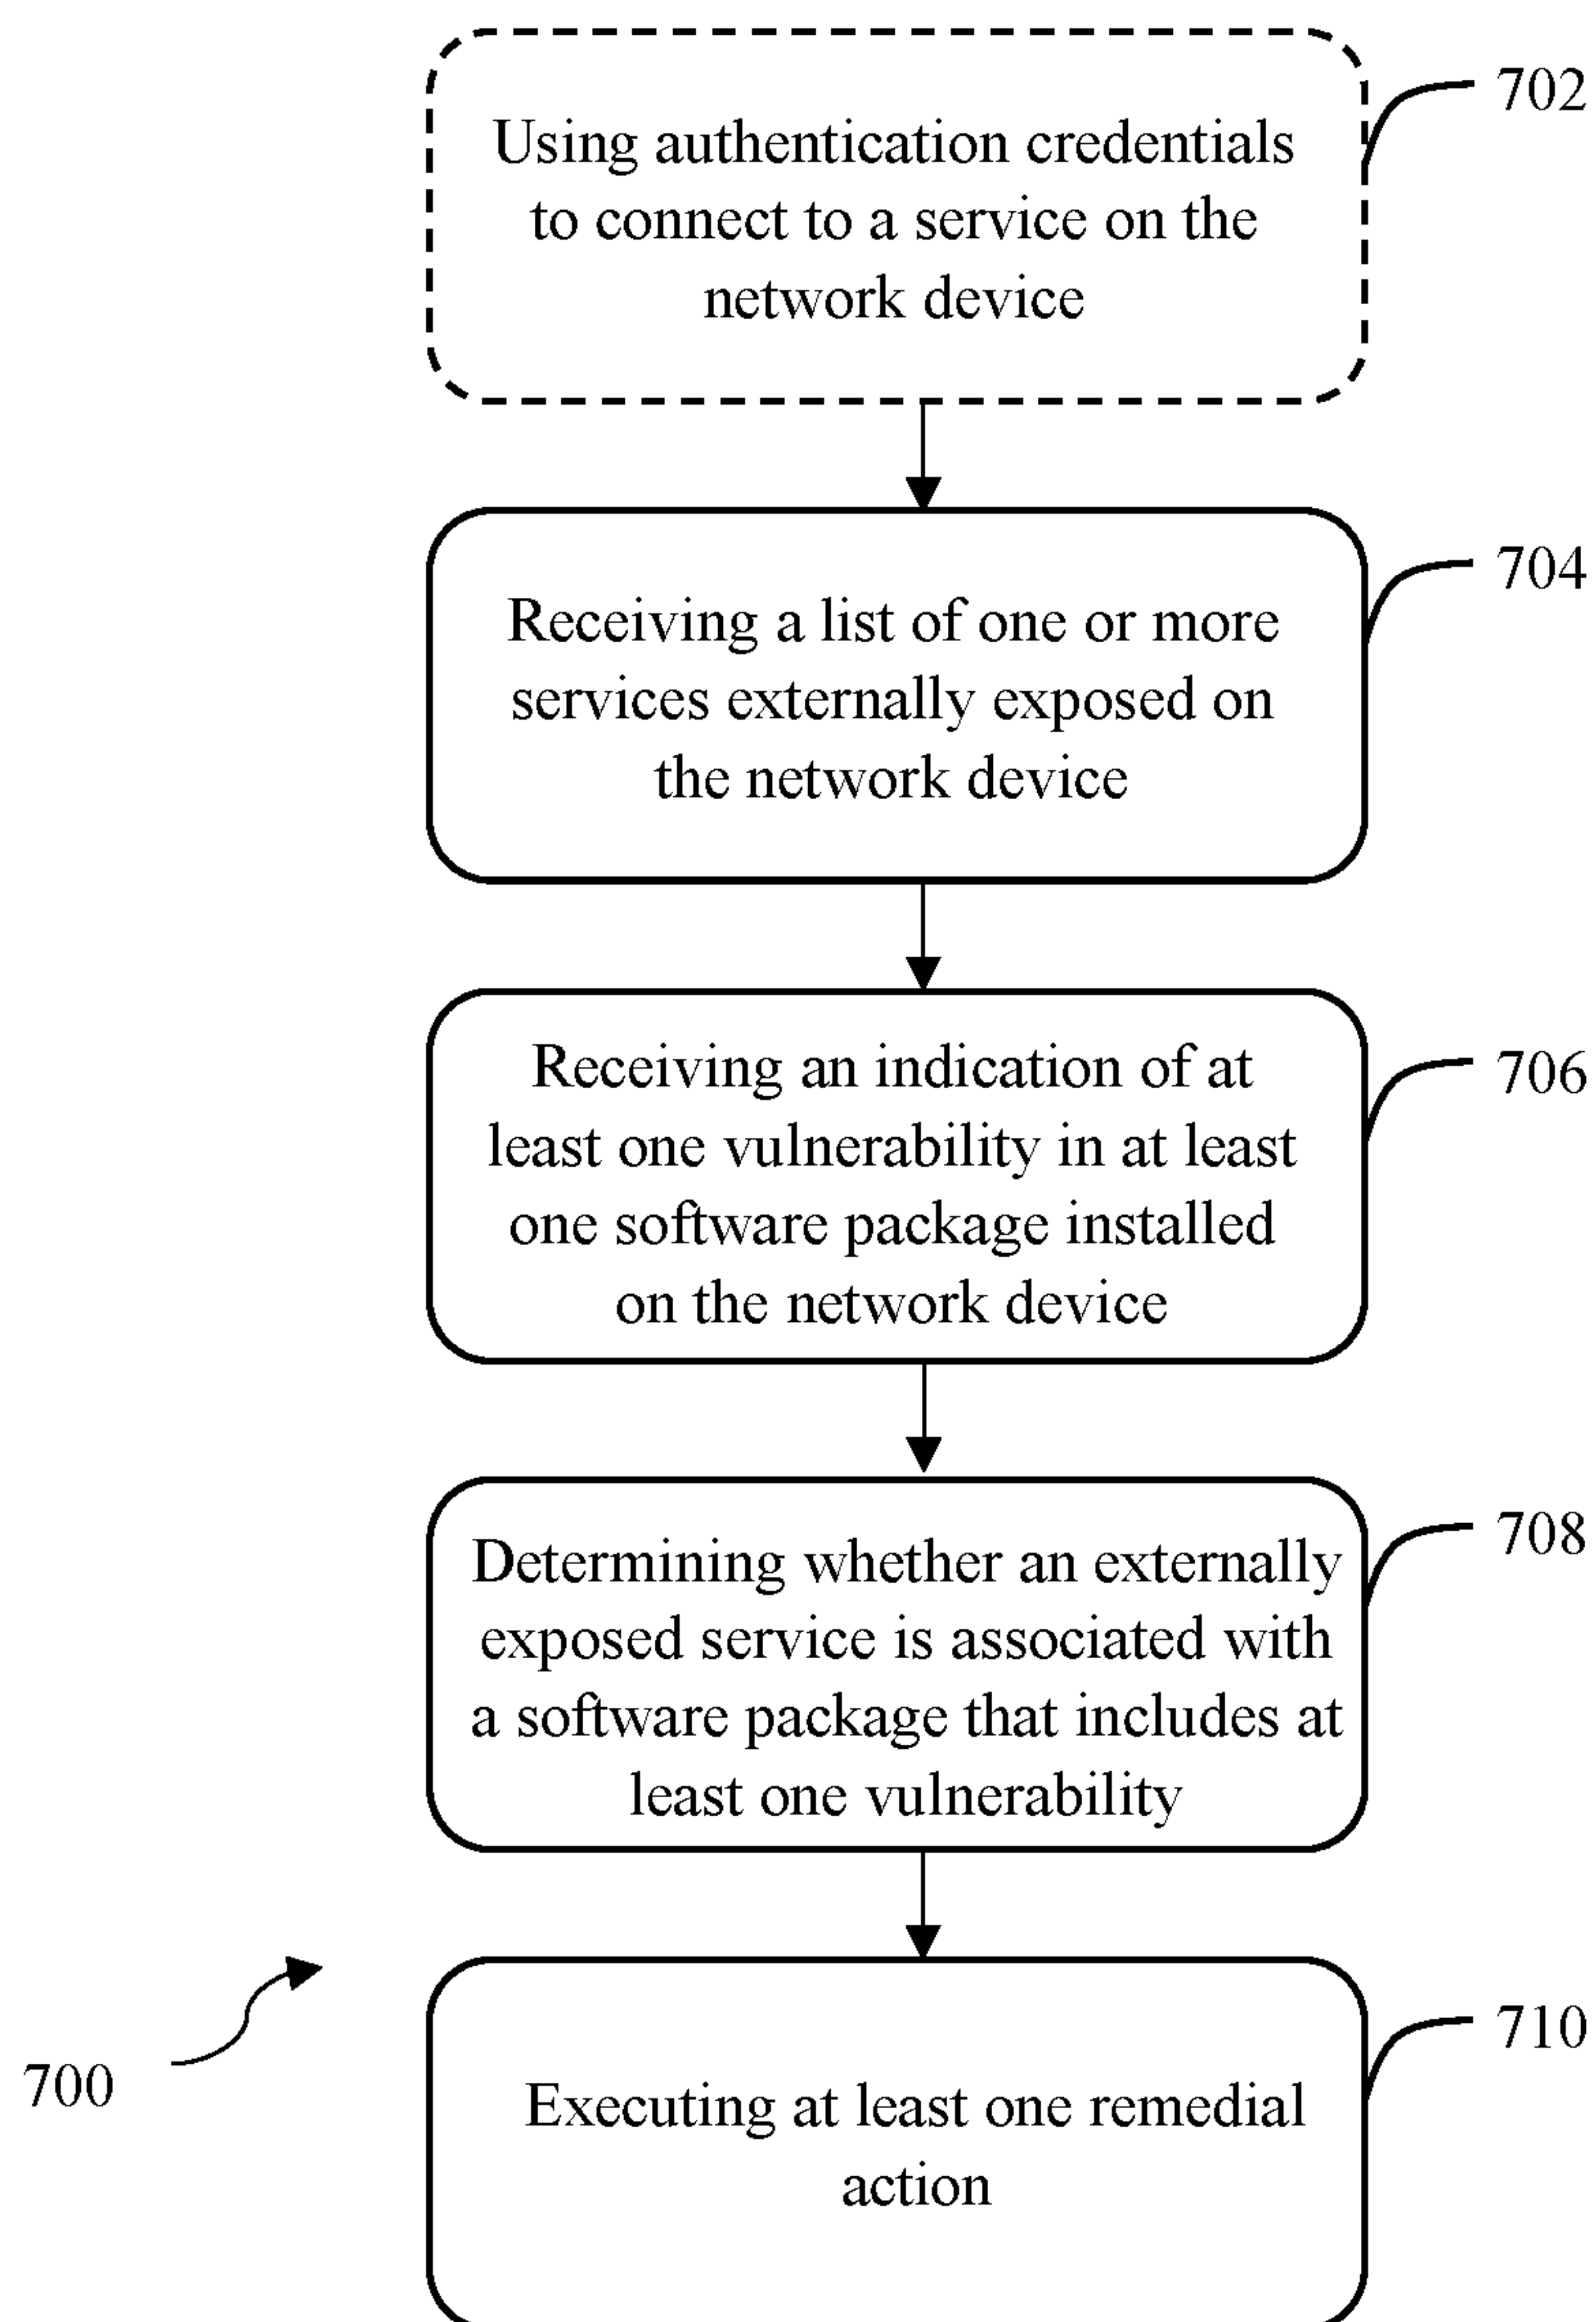 Using authentication credentials
to connect to a service on the
network device
702
Receiving a list of one or more
services externally exposed on
the network device
704
Receiving an indication of at
least one vulnerability in at least
one software package installed
on the network device
706
Determining whether an externally
exposed service is associated with
a software package that includes at
least one vulnerability
708
Executing at least one remedial
action
710
700